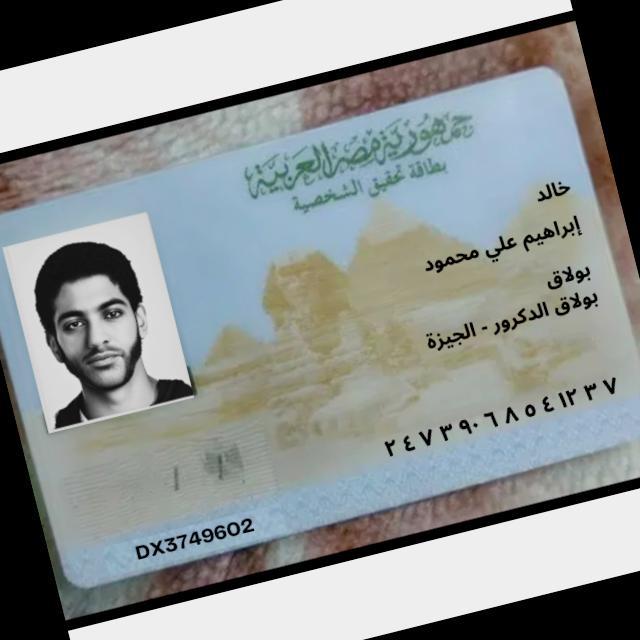 جمهورية مصر العربية
بطاقة تحقيق الشخصية
خالد
إبراهيم علي محمود
بولاق
بولاق الدكرور - الجيزة
٢٤٧٣٩٠٦٨٥٤١٢٣٧
DX3749602